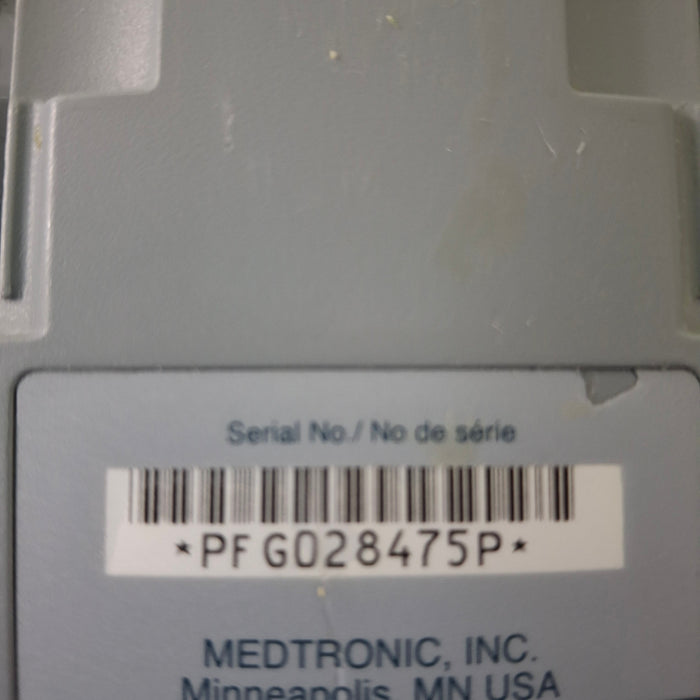 Serial No./ No de série
*PFG028475P*
MEDTRONIC, INC.
Minneapolis, MN USA